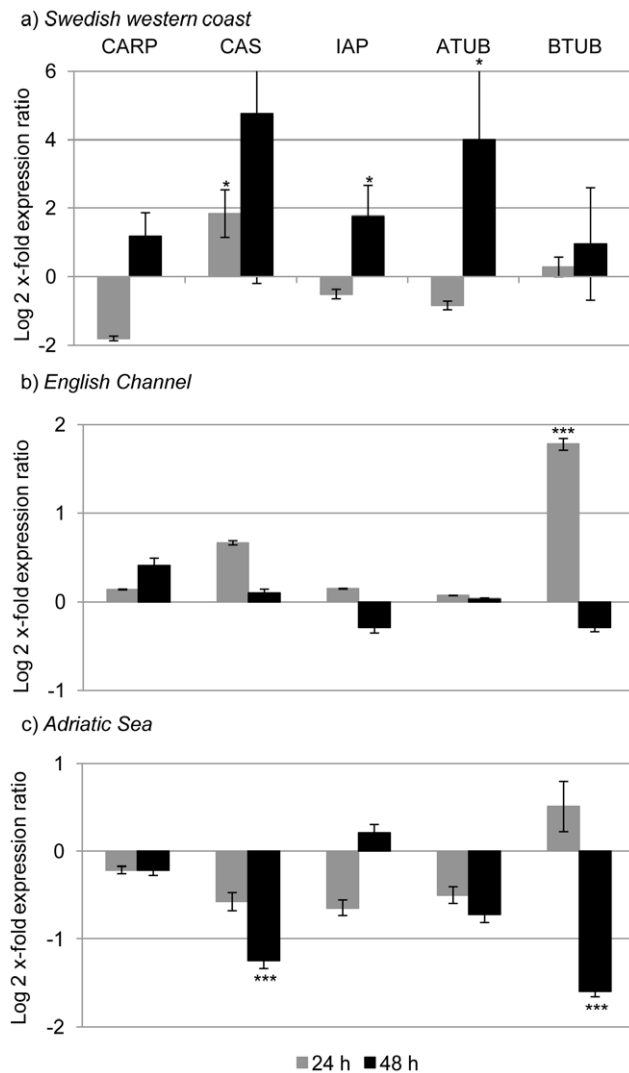 a) Swedish western coast
CARP CAS IAP ATUB BTUB
Log 2 x-fold expression ratio
6
4
2
0
-2
*
*
*
b) English Channel
Log 2 x-fold expression ratio
2
1
0
-1
***
c) Adriatic Sea
Log 2 x-fold expression ratio
1
0
-1
-2
***
***
24 h 48 h